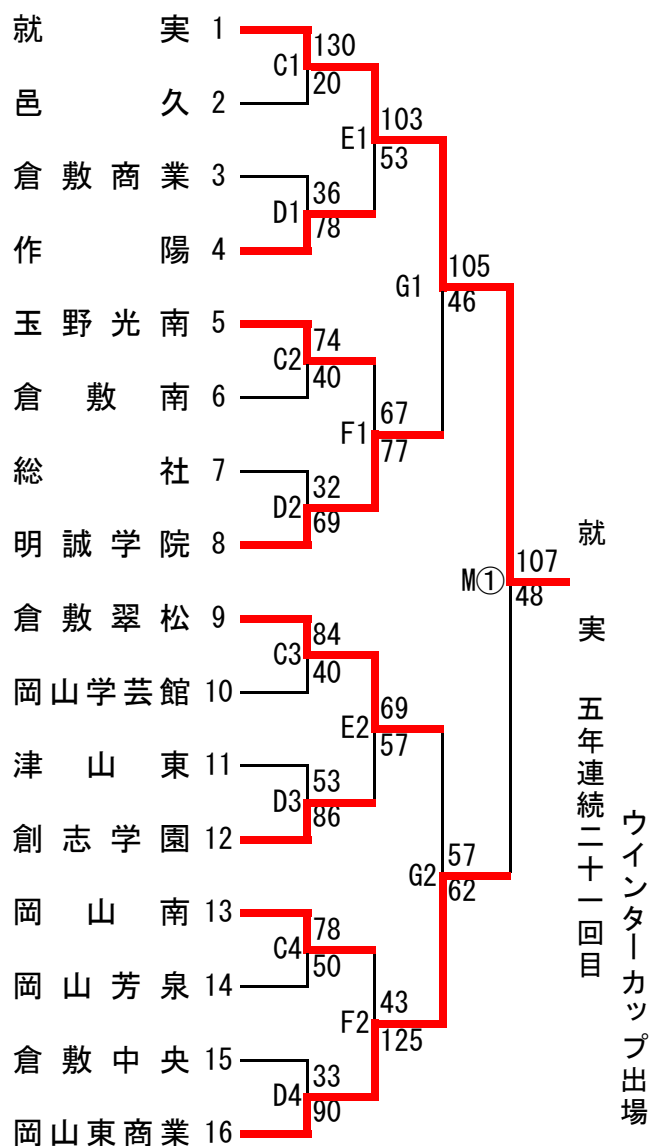 就実 1
130
C1
20
邑久 2
103
E1
53
倉敷商業 3
36
D1
78
作陽 4
105
G1
46
玉野光南 5
74
C2
40
倉敷南 6
67
F1
77
総社 7
32
D2
69
明誠学院 8
107
M①
48
倉敷翠松 9
84
C3
40
岡山学芸館 10
69
E2
57
津山東 11
53
D3
86
創志学園 12
57
G2
62
岡山南 13
78
C4
50
岡山芳泉 14
43
F2
125
倉敷中央 15
33
D4
90
岡山東商業 16
就実 五年連続二十一回目
ウインターカップ出場